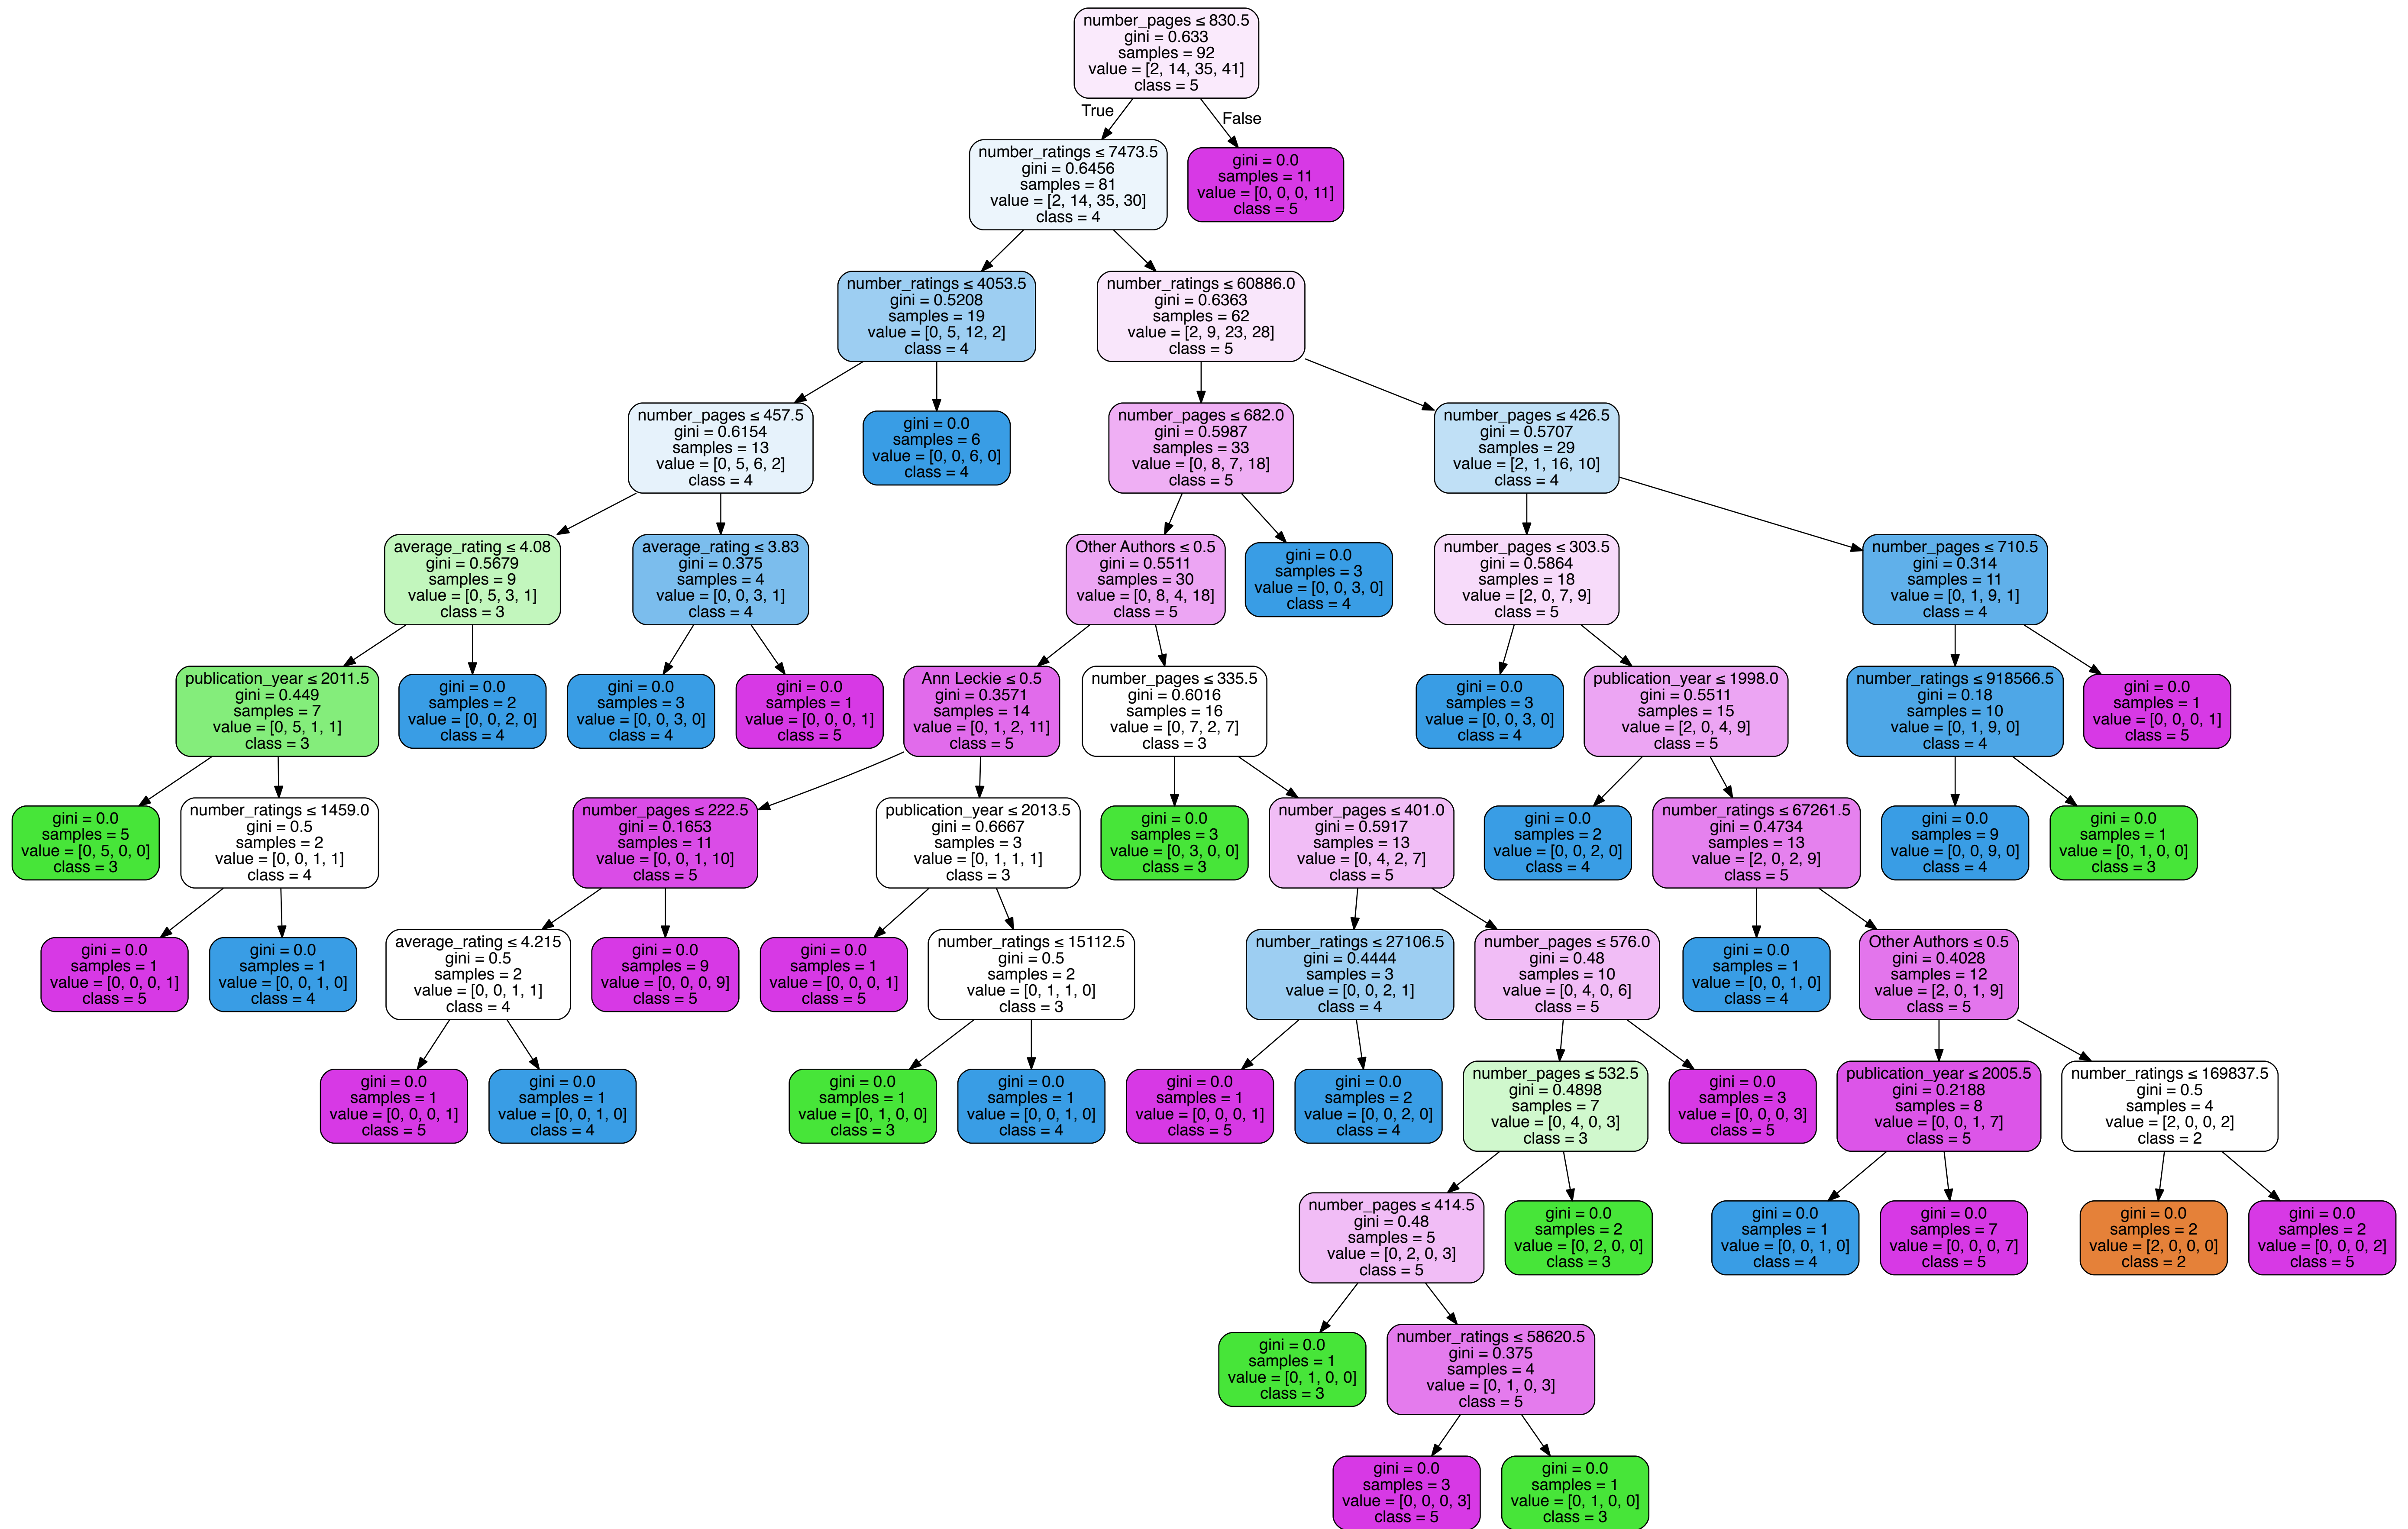 number_pages ≤ 830.5
gini = 0.633
samples = 92
value = [2, 14, 35, 41]
class = 5
True
False
number_ratings ≤ 7473.5
gini = 0.6456
samples = 81
value = [2, 14, 35, 30]
class = 4
gini = 0.0
samples = 11
value = [0, 0, 0, 11]
class = 5
number_ratings ≤ 4053.5
gini = 0.5208
samples = 19
value = [0, 5, 12, 2]
class = 4
number_ratings ≤ 60886.0
gini = 0.6363
samples = 62
value = [2, 9, 23, 28]
class = 5
number_pages ≤ 457.5
gini = 0.6154
samples = 13
value = [0, 5, 6, 2]
class = 4
gini = 0.0
samples = 6
value = [0, 0, 6, 0]
class = 4
number_pages ≤ 682.0
gini = 0.5987
samples = 33
value = [0, 8, 7, 18]
class = 5
number_pages ≤ 426.5
gini = 0.5707
samples = 29
value = [2, 1, 16, 10]
class = 4
average_rating ≤ 4.08
gini = 0.5679
samples = 9
value = [0, 5, 3, 1]
class = 3
average_rating ≤ 3.83
gini = 0.375
samples = 4
value = [0, 0, 3, 1]
class = 4
Other Authors ≤ 0.5
gini = 0.5511
samples = 30
value = [0, 8, 4, 18]
class = 5
gini = 0.0
samples = 3
value = [0, 0, 3, 0]
class = 4
number_pages ≤ 303.5
gini = 0.5864
samples = 18
value = [2, 0, 7, 9]
class = 5
number_pages ≤ 710.5
gini = 0.314
samples = 11
value = [0, 1, 9, 1]
class = 4
publication_year ≤ 2011.5
gini = 0.449
samples = 7
value = [0, 5, 1, 1]
class = 3
gini = 0.0
samples = 2
value = [0, 0, 2, 0]
class = 4
gini = 0.0
samples = 3
value = [0, 0, 3, 0]
class = 4
gini = 0.0
samples = 1
value = [0, 0, 0, 1]
class = 5
Ann Leckie ≤ 0.5
gini = 0.3571
samples = 14
value = [0, 1, 2, 11]
class = 5
number_pages ≤ 335.5
gini = 0.6016
samples = 16
value = [0, 7, 2, 7]
class = 3
gini = 0.0
samples = 3
value = [0, 0, 3, 0]
class = 4
publication_year ≤ 1998.0
gini = 0.5511
samples = 15
value = [2, 0, 4, 9]
class = 5
number_ratings ≤ 918566.5
gini = 0.18
samples = 10
value = [0, 1, 9, 0]
class = 4
gini = 0.0
samples = 1
value = [0, 0, 0, 1]
class = 5
gini = 0.0
samples = 5
value = [0, 5, 0, 0]
class = 3
number_ratings ≤ 1459.0
gini = 0.5
samples = 2
value = [0, 0, 1, 1]
class = 4
number_pages ≤ 222.5
gini = 0.1653
samples = 11
value = [0, 0, 1, 10]
class = 5
publication_year ≤ 2013.5
gini = 0.6667
samples = 3
value = [0, 1, 1, 1]
class = 3
gini = 0.0
samples = 3
value = [0, 3, 0, 0]
class = 3
number_pages ≤ 401.0
gini = 0.5917
samples = 13
value = [0, 4, 2, 7]
class = 5
gini = 0.0
samples = 2
value = [0, 0, 2, 0]
class = 4
number_ratings ≤ 67261.5
gini = 0.4734
samples = 13
value = [2, 0, 2, 9]
class = 5
gini = 0.0
samples = 9
value = [0, 0, 9, 0]
class = 4
gini = 0.0
samples = 1
value = [0, 1, 0, 0]
class = 3
gini = 0.0
samples = 1
value = [0, 0, 0, 1]
class = 5
gini = 0.0
samples = 1
value = [0, 0, 1, 0]
class = 4
average_rating ≤ 4.215
gini = 0.5
samples = 2
value = [0, 0, 1, 1]
class = 4
gini = 0.0
samples = 9
value = [0, 0, 0, 9]
class = 5
gini = 0.0
samples = 1
value = [0, 0, 0, 1]
class = 5
number_ratings ≤ 15112.5
gini = 0.5
samples = 2
value = [0, 1, 1, 0]
class = 3
number_ratings ≤ 27106.5
gini = 0.4444
samples = 3
value = [0, 0, 2, 1]
class = 4
number_pages ≤ 576.0
gini = 0.48
samples = 10
value = [0, 4, 0, 6]
class = 5
gini = 0.0
samples = 1
value = [0, 0, 1, 0]
class = 4
Other Authors ≤ 0.5
gini = 0.4028
samples = 12
value = [2, 0, 1, 9]
class = 5
gini = 0.0
samples = 1
value = [0, 0, 0, 1]
class = 5
gini = 0.0
samples = 1
value = [0, 0, 1, 0]
class = 4
gini = 0.0
samples = 1
value = [0, 1, 0, 0]
class = 3
gini = 0.0
samples = 1
value = [0, 0, 1, 0]
class = 4
gini = 0.0
samples = 1
value = [0, 0, 0, 1]
class = 5
gini = 0.0
samples = 2
value = [0, 0, 2, 0]
class = 4
number_pages ≤ 532.5
gini = 0.4898
samples = 7
value = [0, 4, 0, 3]
class = 3
gini = 0.0
samples = 3
value = [0, 0, 0, 3]
class = 5
publication_year ≤ 2005.5
gini = 0.2188
samples = 8
value = [0, 0, 1, 7]
class = 5
number_ratings ≤ 169837.5
gini = 0.5
samples = 4
value = [2, 0, 0, 2]
class = 2
number_pages ≤ 414.5
gini = 0.48
samples = 5
value = [0, 2, 0, 3]
class = 5
gini = 0.0
samples = 2
value = [0, 2, 0, 0]
class = 3
gini = 0.0
samples = 1
value = [0, 0, 1, 0]
class = 4
gini = 0.0
samples = 7
value = [0, 0, 0, 7]
class = 5
gini = 0.0
samples = 2
value = [2, 0, 0, 0]
class = 2
gini = 0.0
samples = 2
value = [0, 0, 0, 2]
class = 5
gini = 0.0
samples = 1
value = [0, 1, 0, 0]
class = 3
number_ratings ≤ 58620.5
gini = 0.375
samples = 4
value = [0, 1, 0, 3]
class = 5
gini = 0.0
samples = 3
value = [0, 0, 0, 3]
class = 5
gini = 0.0
samples = 1
value = [0, 1, 0, 0]
class = 3